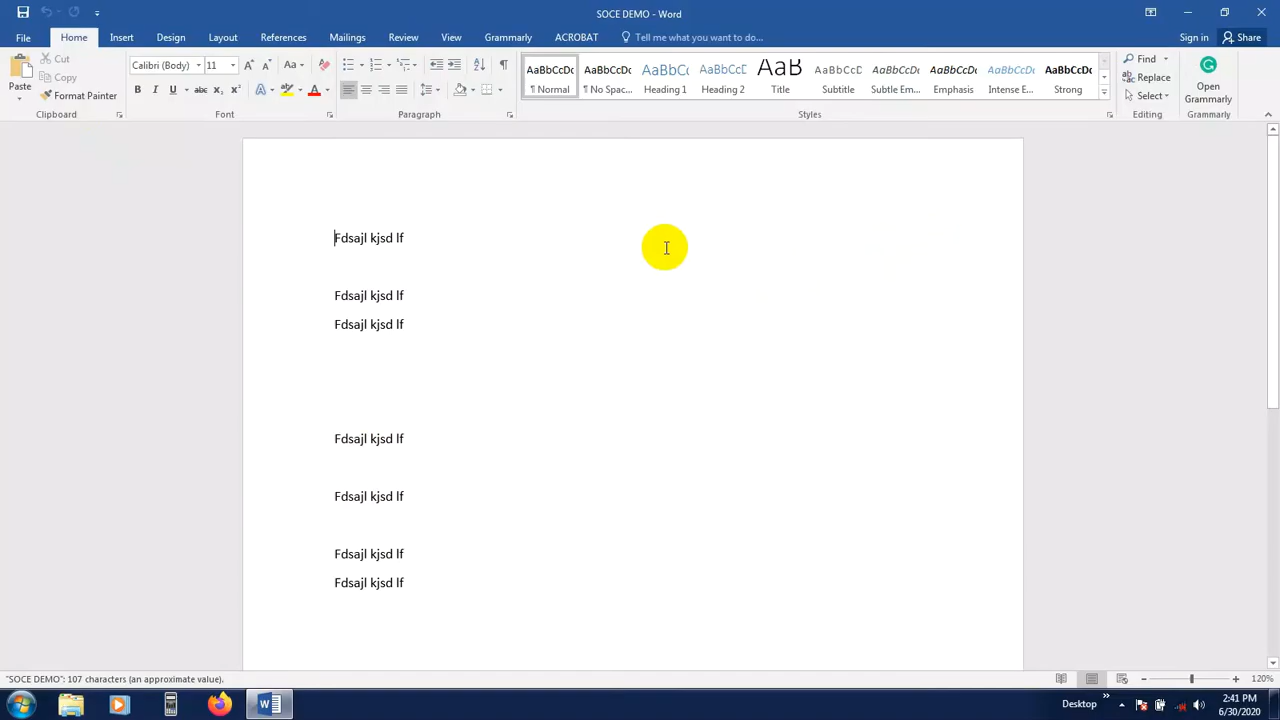 SOCE DEMO - Word
File Home Insert Design Layout References Mailings Review View Grammarly ACROBAT Tell me what you want to do... Sign in Share
Cut
Copy
Paste
Format Painter
Clipboard
Calibri (Body) 11 Aa
B I U abc X₂ X² A A
Font
Paragraph
AaBbCcDc AaBbCcDc AaBbCc AaBbCcD AaB AaBbCcDc AaBbCcDc AaBbCcDc AaBbCcDc AaBbCcDc
¶ Normal ¶ No Spac... Heading 1 Heading 2 Title Subtitle Subtle Em... Emphasis Intense E... Strong
Styles
Find
Replace
Select
Editing
Open
Grammarly
Grammarly
Fdsajl kjsd lf
Fdsajl kjsd lf
Fdsajl kjsd lf
Fdsajl kjsd lf
Fdsajl kjsd lf
Fdsajl kjsd lf
Fdsajl kjsd lf
"SOCE DEMO": 107 characters (an approximate value).
120%
Desktop
2:41 PM
6/30/2020